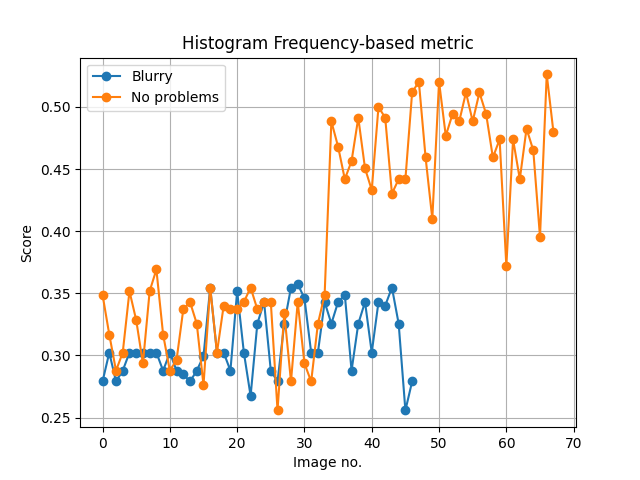 Histogram Frequency-based metric
Blurry
No problems
0.50
0.45
0.40
0.35
0.30
0.25
Score
0 10 20 30 40 50 60 70
Image no.